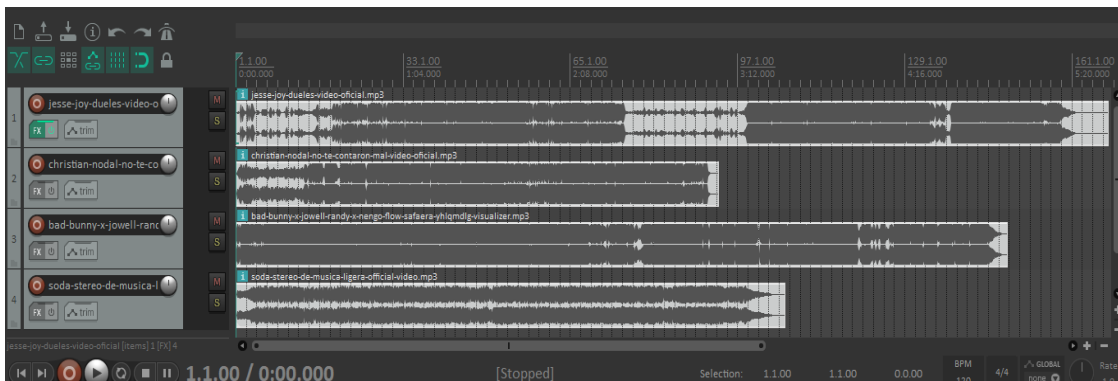 1.1.00 33.1.00 65.1.00 97.1.00 129.1.00 161.1.00
0:00.000 1:04.000 2:08.000 3:12.000 4:16.000 5:20.000
1 jesse-joy-dueles-video-o M
FX trim S
i jesse-joy-dueles-video-oficial.mp3
2 christian-nodal-no-te-co M
FX trim S
i christian-nodal-no-te-contaron-mal-video-oficial.mp3
3 bad-bunny-x-jowell-ranc M
FX trim S
i bad-bunny-x-jowell-randy-x-nengo-flow-safaera-yhlqmdlg-visualizer.mp3
4 soda-stereo-de-musica-l M
FX trim S
i soda-stereo-de-musica-ligera-official-video.mp3
jesse-joy-dueles-video-oficial [items] 1 [FX] 4
1.1.00 / 0:00.000 [Stopped] Selection: 1.1.00 1.1.00 0.0.00 BPM 120 4/4 GLOBAL none Rate